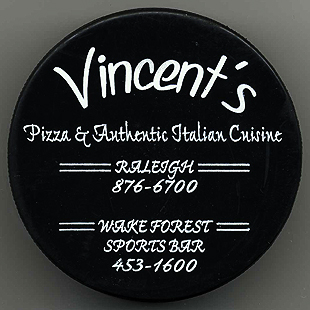 Vincent's
Pizza & Authentic Italian Cuisine
RALEIGH
876-6700
WAKE FOREST
SPORTS BAR
453-1600